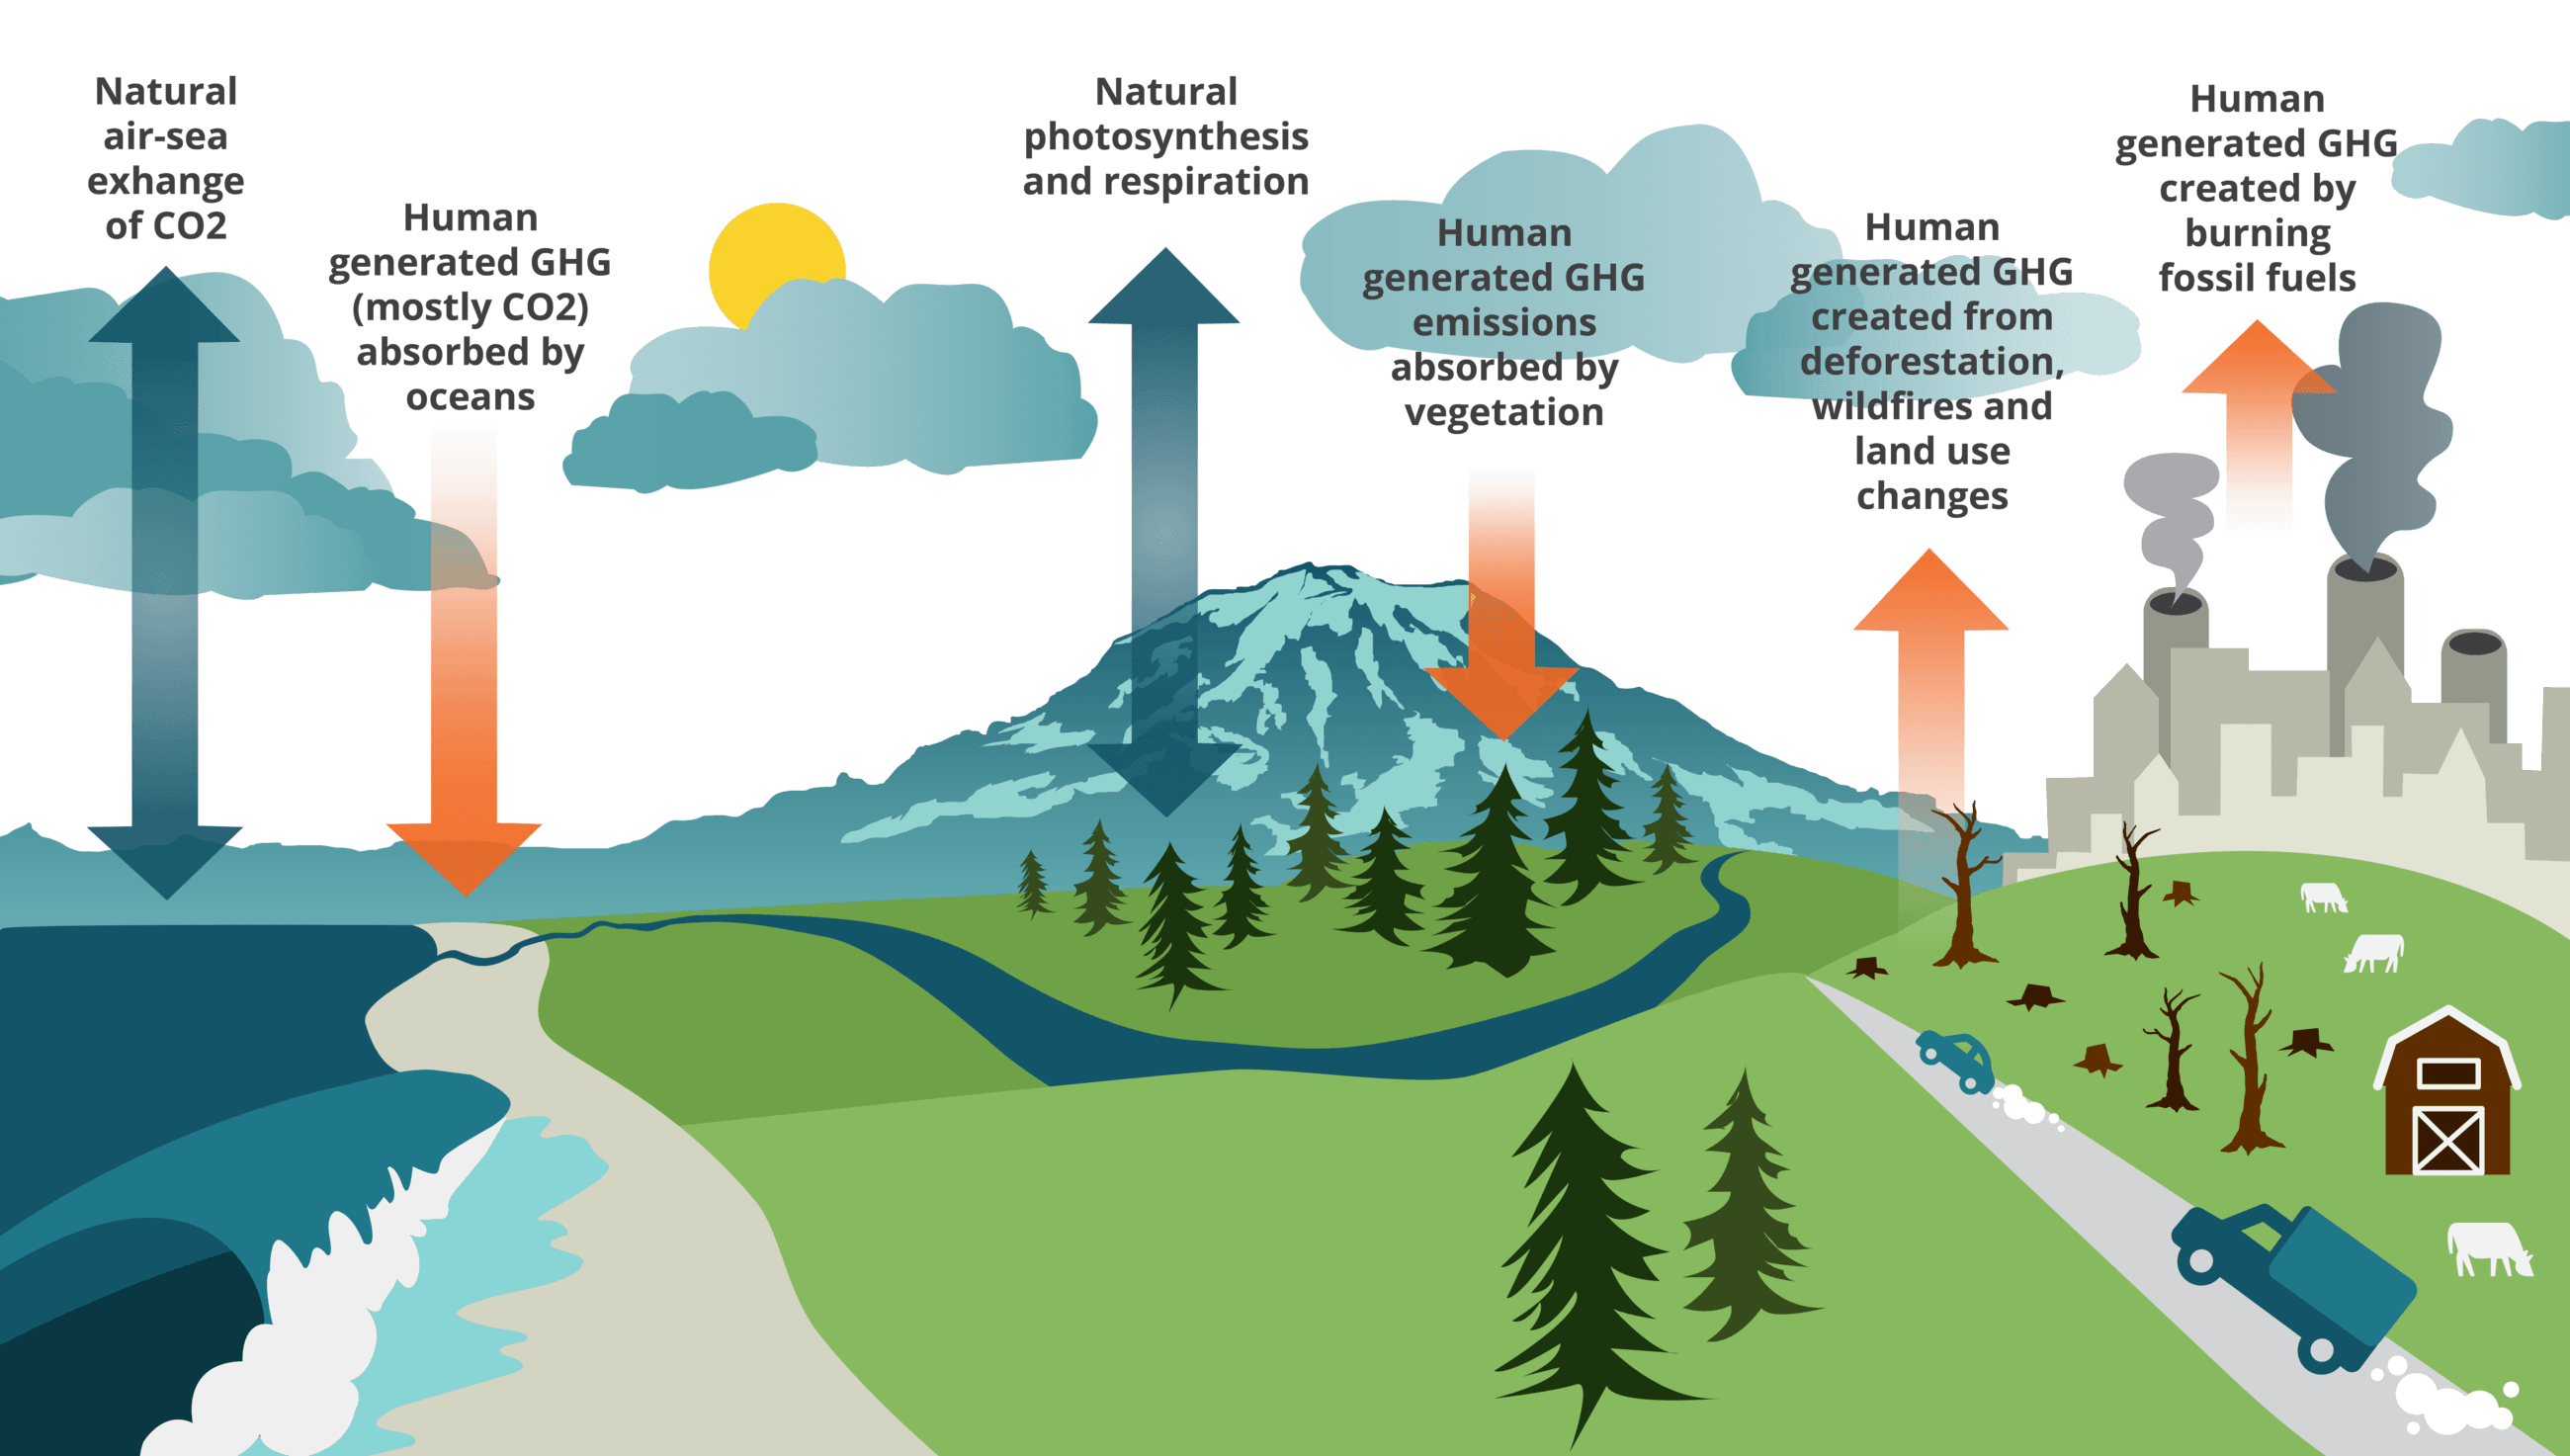 Natural
air-sea
exhange
of CO2
Human
generated GHG
(mostly CO2)
absorbed by
oceans
Natural
photosynthesis
and respiration
Human
generated GHG
emissions
absorbed by
vegetation
Human
generated GHG
created from
deforestation,
wildfires and
land use
changes
Human
generated GHG
created by
burning
fossil fuels